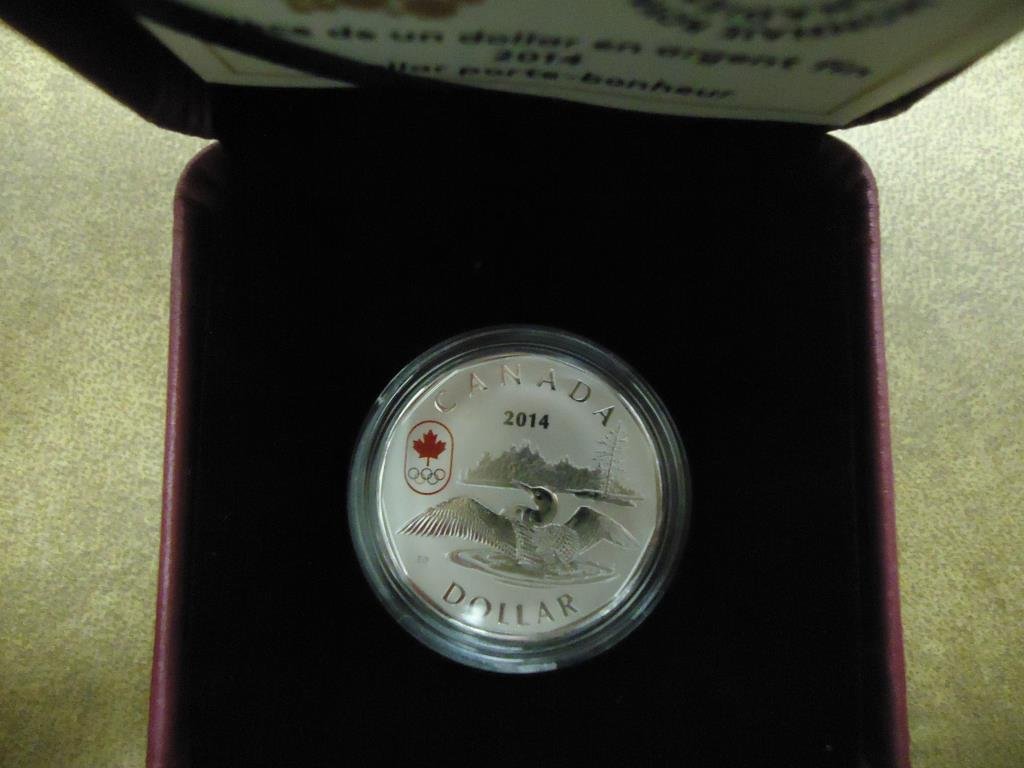 de un dollar en argent fin
2014
porte-bonheur
CANADA
2014
DOLLAR